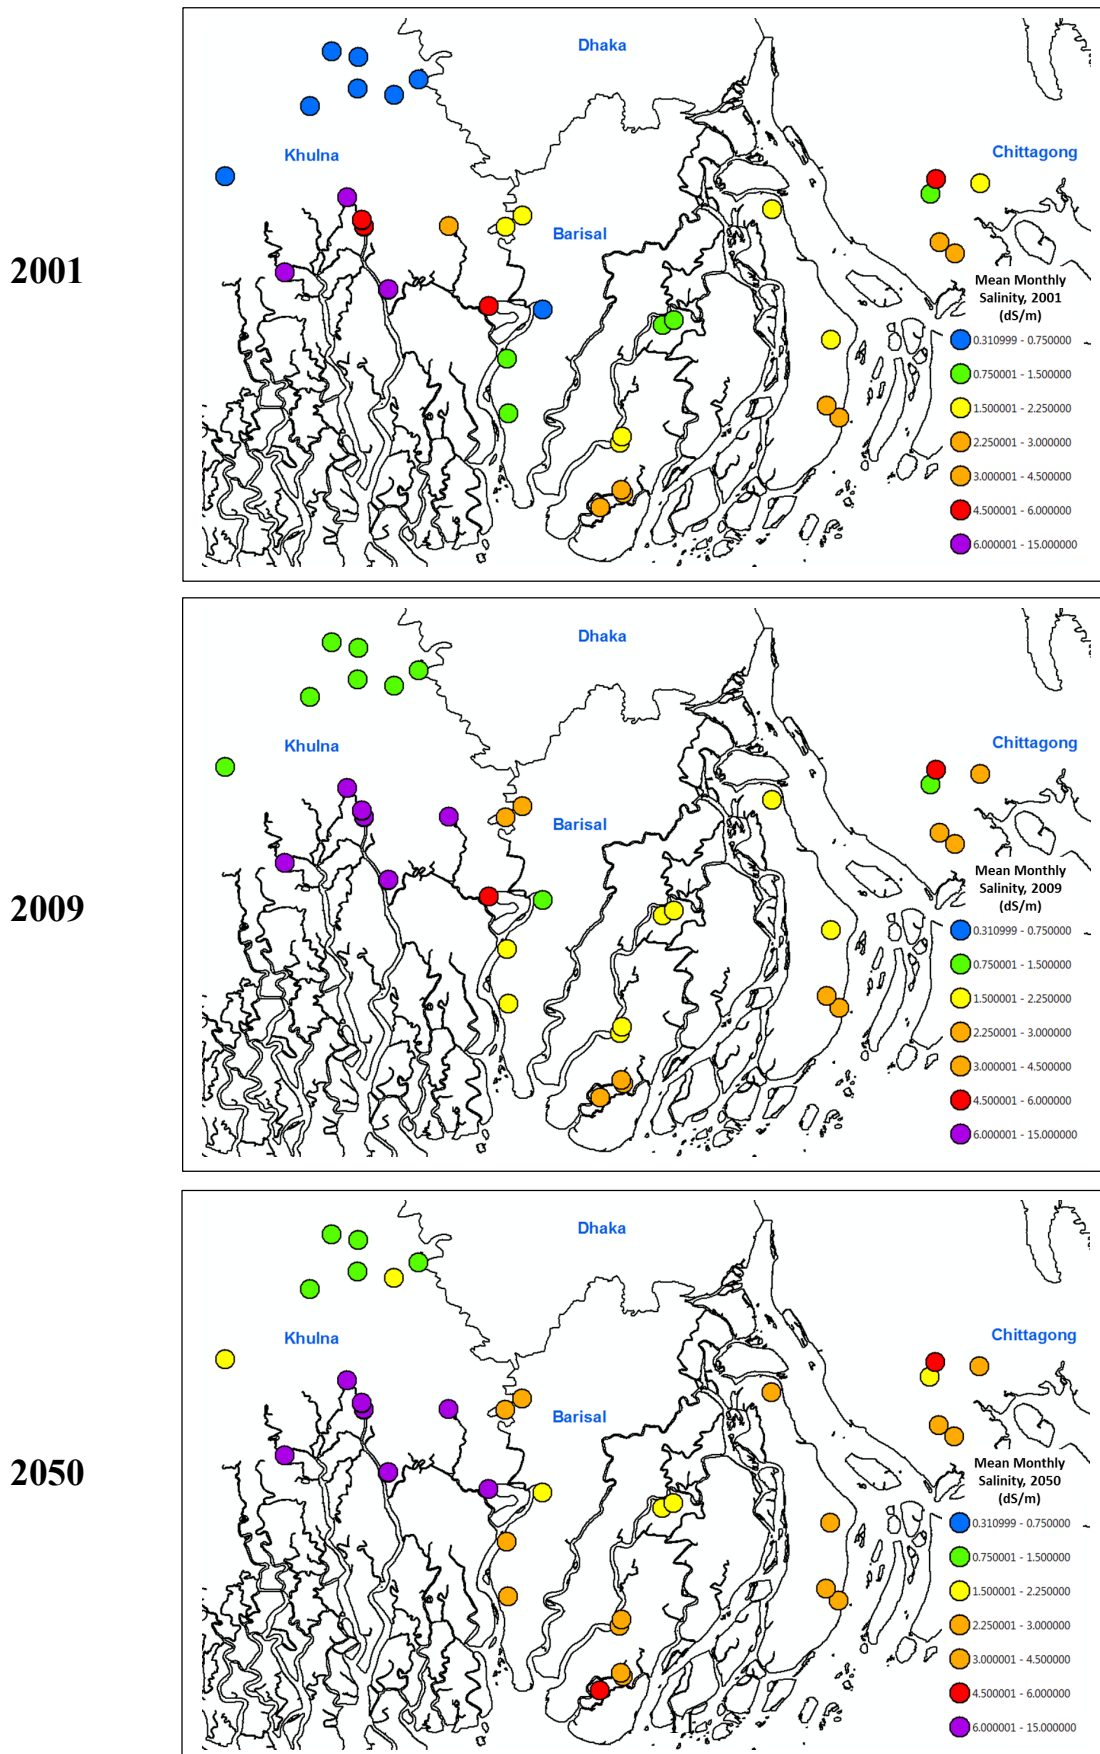 2001
Dhaka
Khulna
Chittagong
Barisal
Mean Monthly
Salinity, 2001
(dS/m)
0.310999 - 0.750000
0.750001 - 1.500000
1.500001 - 2.250000
2.250001 - 3.000000
3.000001 - 4.500000
4.500001 - 6.000000
6.000001 - 15.000000
2009
Dhaka
Khulna
Chittagong
Barisal
Mean Monthly
Salinity, 2009
(dS/m)
0.310999 - 0.750000
0.750001 - 1.500000
1.500001 - 2.250000
2.250001 - 3.000000
3.000001 - 4.500000
4.500001 - 6.000000
6.000001 - 15.000000
2050
Dhaka
Khulna
Chittagong
Barisal
Mean Monthly
Salinity, 2050
(dS/m)
0.310999 - 0.750000
0.750001 - 1.500000
1.500001 - 2.250000
2.250001 - 3.000000
3.000001 - 4.500000
4.500001 - 6.000000
6.000001 - 15.000000
11